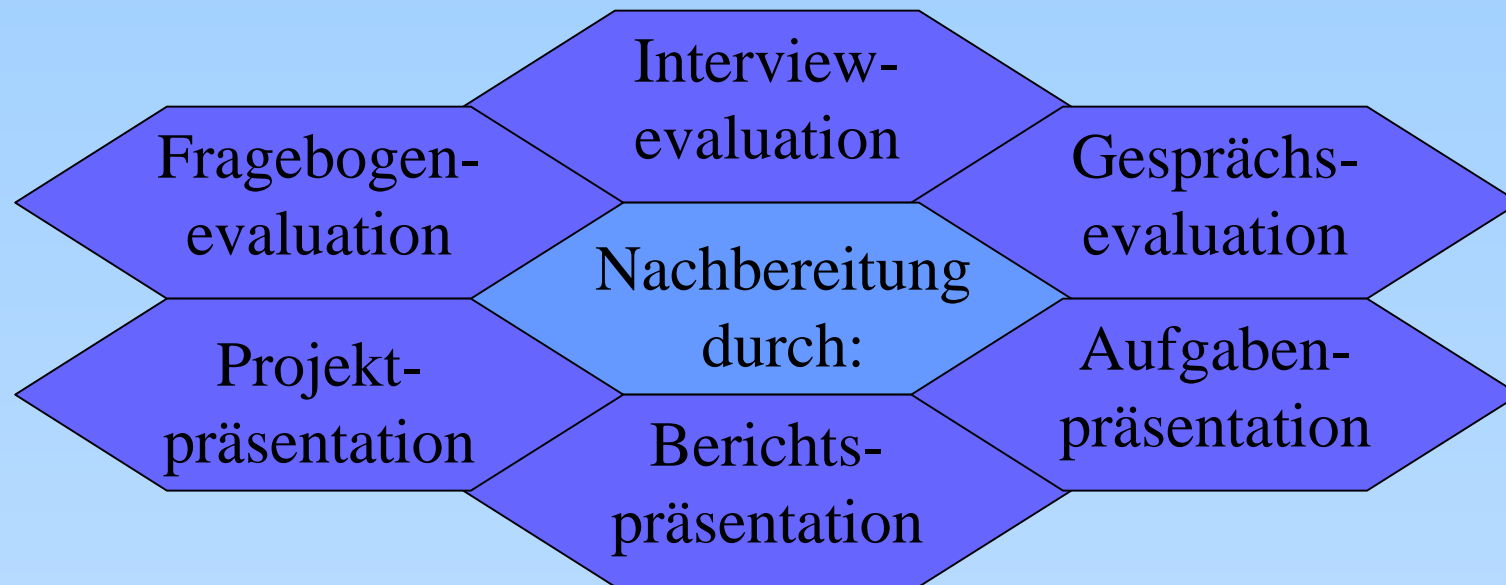 Interview-
evaluation
Fragebogen-
evaluation
Gesprächs-
evaluation
Nachbereitung
durch:
Projekt-
präsentation
Aufgaben-
präsentation
Berichts-
präsentation